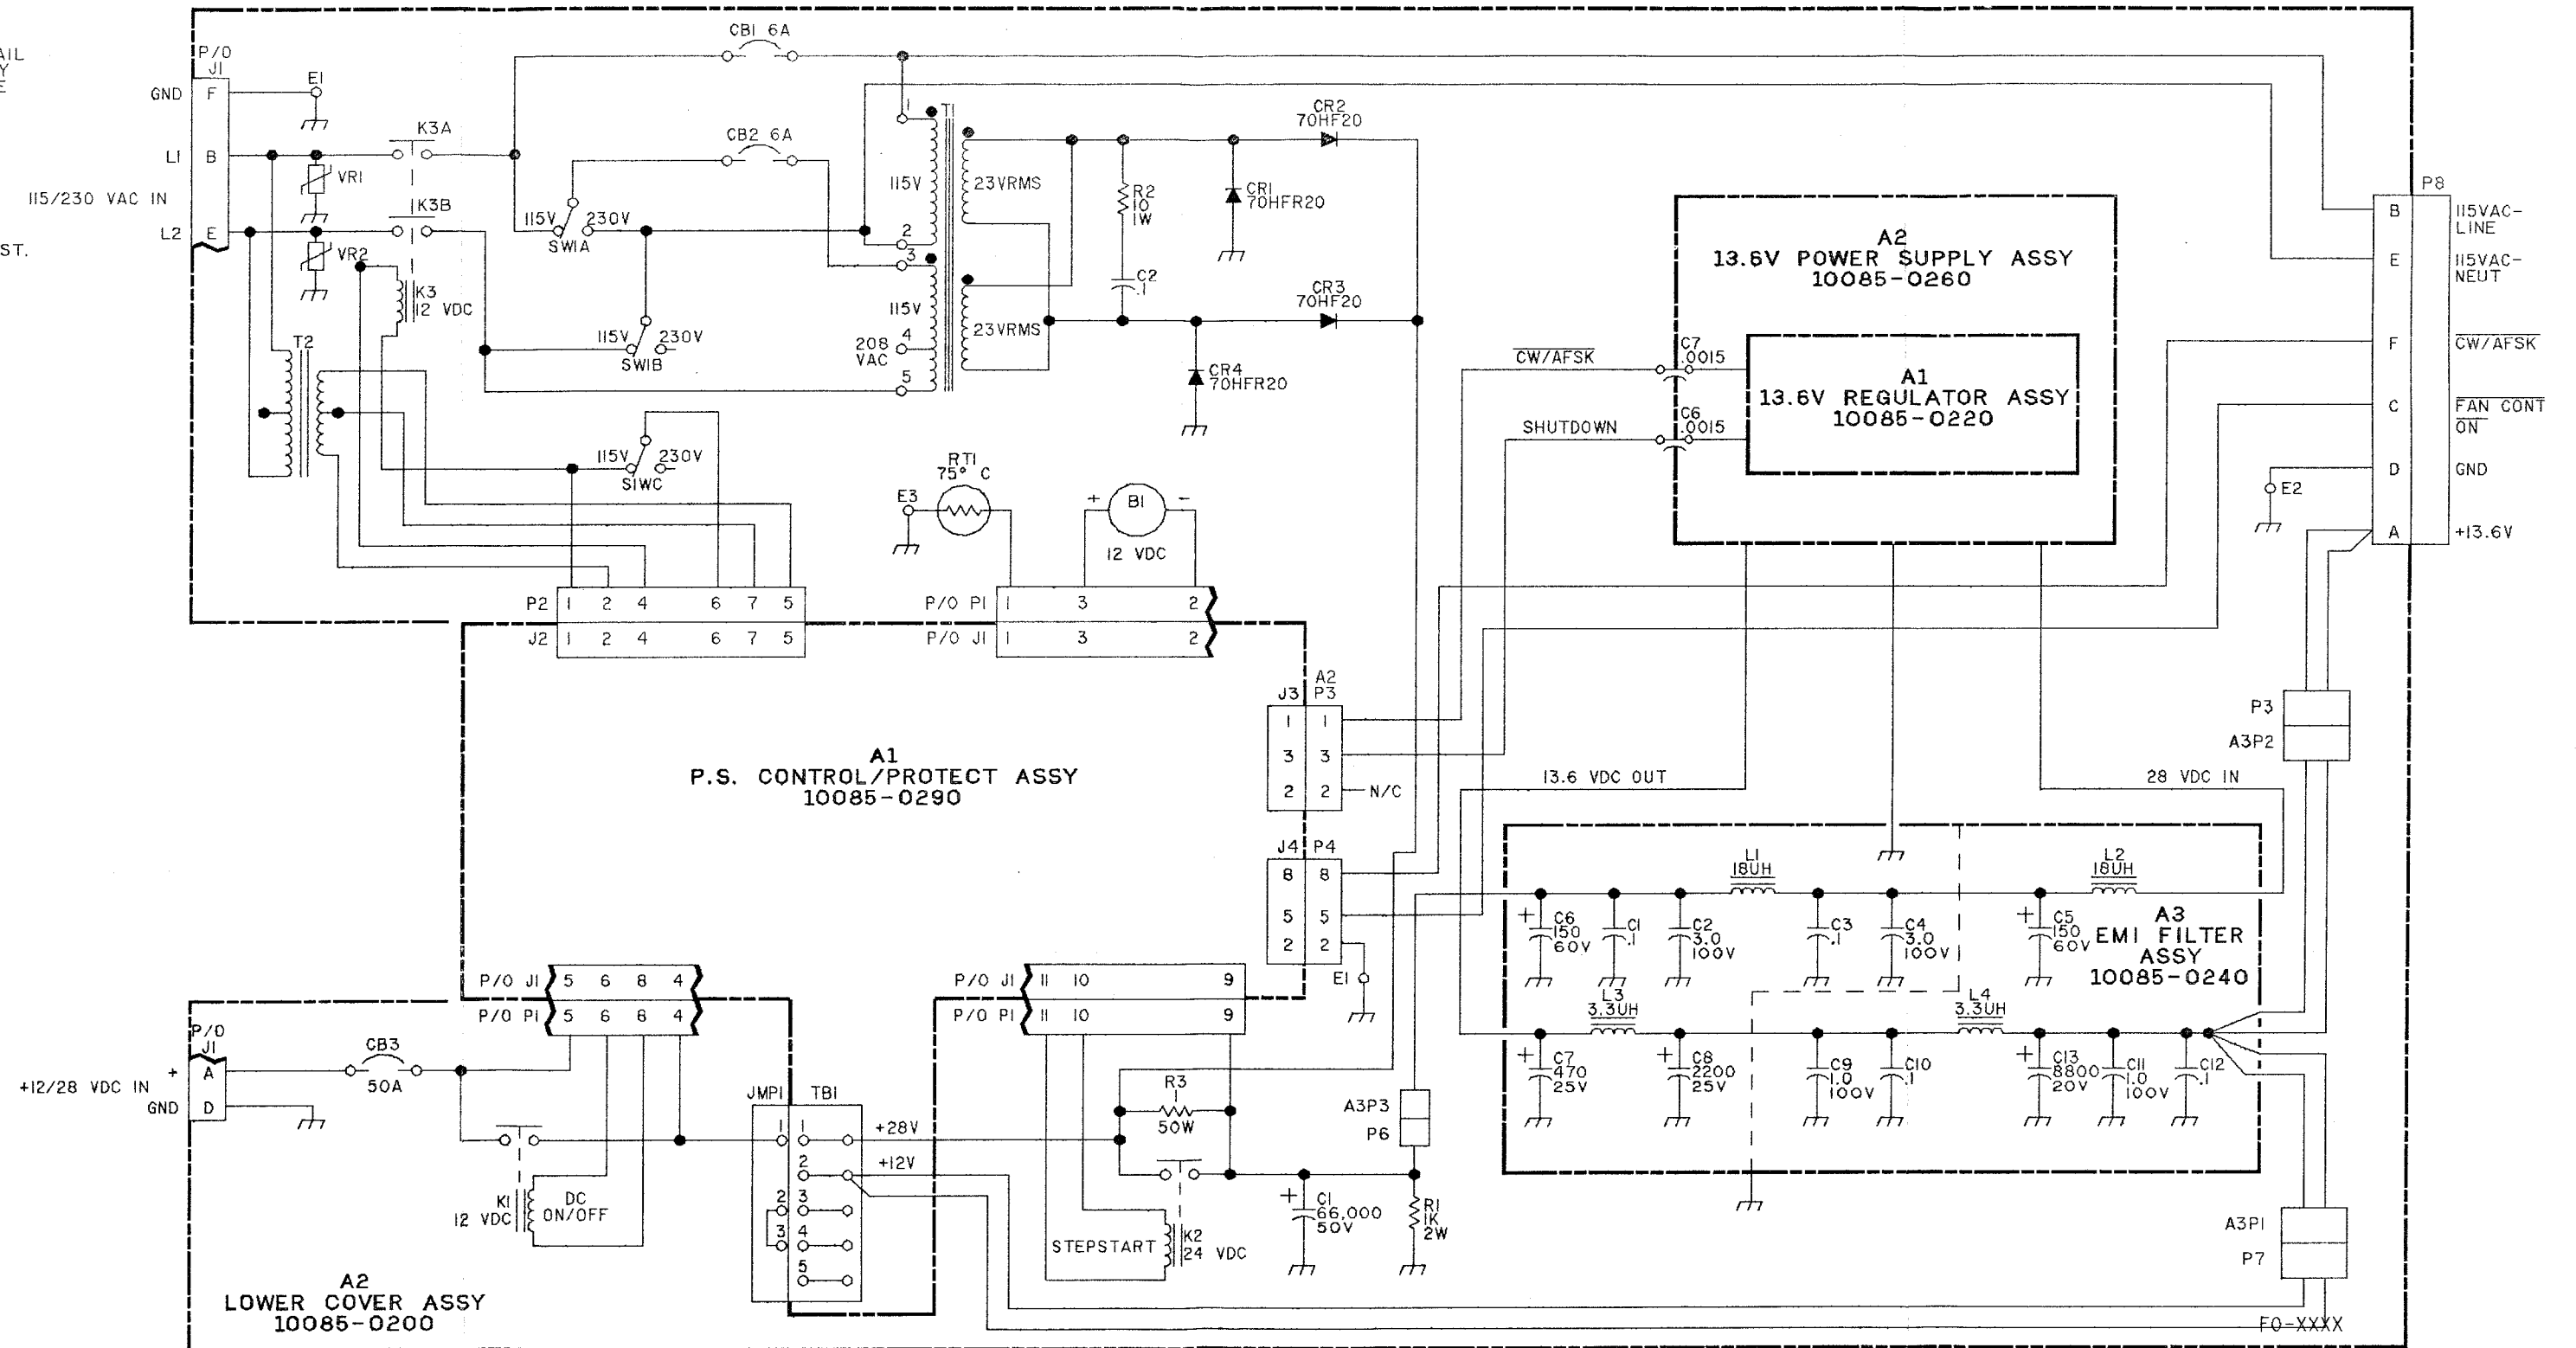 AIL
Y
E
ST.
P/O
J1
GND F
E1
L1 B
VR1
K3A
115/230 VAC IN
L2 E
VR2
K3B
K3
12 VDC
T2
CB1 6A
CB2 6A
115V 230V
SW1A
115V 230V
SW1B
115V 230V
S1WC
1
T1
115V
2
3
115V
4
208
VAC
5
23VRMS
23VRMS
R2
10
1W
C2
.1
CR1
70HFR20
CR2
70HF20
CR3
70HF20
CR4
70HFR20
RT1
75° C
E3
+ B1 -
12 VDC
P2 1 2 4 6 7 5
J2 1 2 4 6 7 5
P/O P1 1 3 2
P/O J1 1 3 2
A2
13.6V POWER SUPPLY ASSY
10085-0260
A1
13.6V REGULATOR ASSY
10085-0220
CW/AFSK
C7
.0015
SHUTDOWN
C6
.0015
P8
B 115VAC-
LINE
E 115VAC-
NEUT
F CW/AFSK
C FAN CONT
ON
D GND
E2
A +13.6V
P3
A3P2
A1
P.S. CONTROL/PROTECT ASSY
10085-0290
A2
J3 P3
1 1
3 3
2 2 N/C
J4 P4
8 8
5 5
2 2
E1
13.6 VDC OUT
28 VDC IN
L1
18UH
L2
18UH
+ C6
150
60V
C1
.1
C2
3.0
100V
C3
.1
C4
3.0
100V
+ C5
150
60V
A3
EMI FILTER
ASSY
10085-0240
L3
3.3UH
L4
3.3UH
+ C7
470
25V
+ C8
2200
25V
C9
1.0
100V
C10
.1
+ C13
8800
20V
C11
1.0
100V
C12
.1
P/O J1 5 6 8 4
P/O P1 5 6 8 4
P/O J1 11 10 9
P/O P1 11 10 9
P/O
J1
+12/28 VDC IN + A
GND D
CB3
50A
K1
12 VDC
DC
ON/OFF
JMP1 TB1
1 1
2
2 3
3 4
5
+28V
+12V
R3
50W
STEPSTART
K2
24 VDC
+ C1
66,000
50V
R1
1K
2W
A3P3
P6
A3P1
P7
A2
LOWER COVER ASSY
10085-0200
FO-XXXX